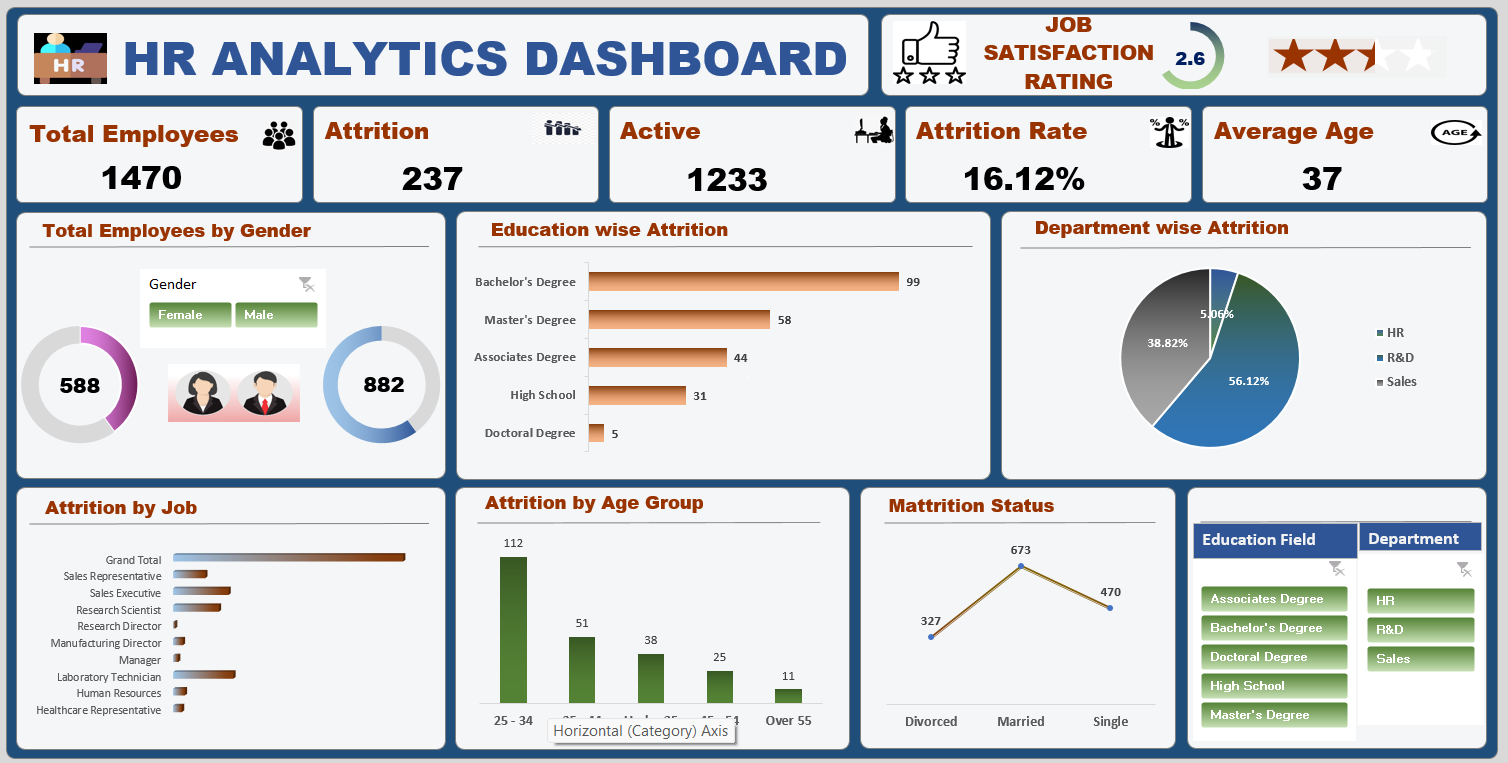 HR
HR ANALYTICS DASHBOARD
JOB
SATISFACTION
RATING
2.6
Total Employees
1470
Attrition
237
Active
1233
Attrition Rate
% %
16.12%
Average Age
AGE
37
Total Employees by Gender
Gender
Female
Male
588
882
Education wise Attrition
Bachelor's Degree
99
Master's Degree
58
Associates Degree
44
High School
31
Doctoral Degree
5
Department wise Attrition
5.06%
38.82%
56.12%
HR
R&D
Sales
Attrition by Job
Grand Total
Sales Representative
Sales Executive
Research Scientist
Research Director
Manufacturing Director
Manager
Laboratory Technician
Human Resources
Healthcare Representative
Attrition by Age Group
112
51
38
25
11
25 - 34
Over 55
Horizontal (Category) Axis
Mattrition Status
327
673
470
Divorced
Married
Single
Education Field
Associates Degree
Bachelor's Degree
Doctoral Degree
High School
Master's Degree
Department
HR
R&D
Sales